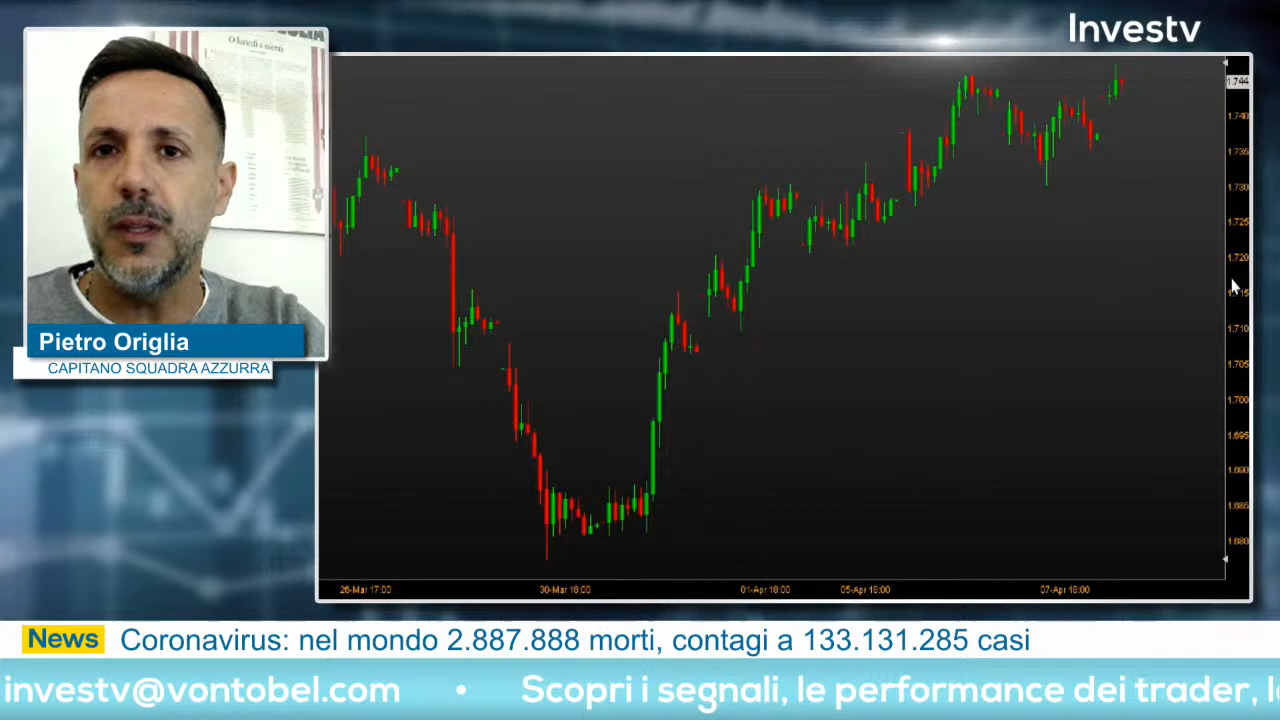 Investv
O lunedì o niente
Pietro Origlia
CAPITANO SQUADRA AZZURRA
1.744
1.740
1.735
1.730
1.725
1.720
1.710
1.705
1.700
1.695
1.690
1.685
1.680
26-Mar 17:00
30-Mar 18:00
01-Apr 18:00
05-Apr 18:00
07-Apr 18:00
News
Coronavirus: nel mondo 2.887.888 morti, contagi a 133.131.285 casi
investv@vontobel.com • Scopri i segnali, le performance dei trader, l